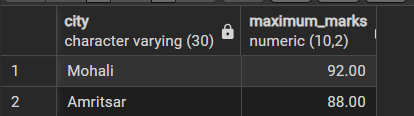 city maximum_marks
character varying (30) numeric (10,2)
1 Mohali 92.00
2 Amritsar 88.00